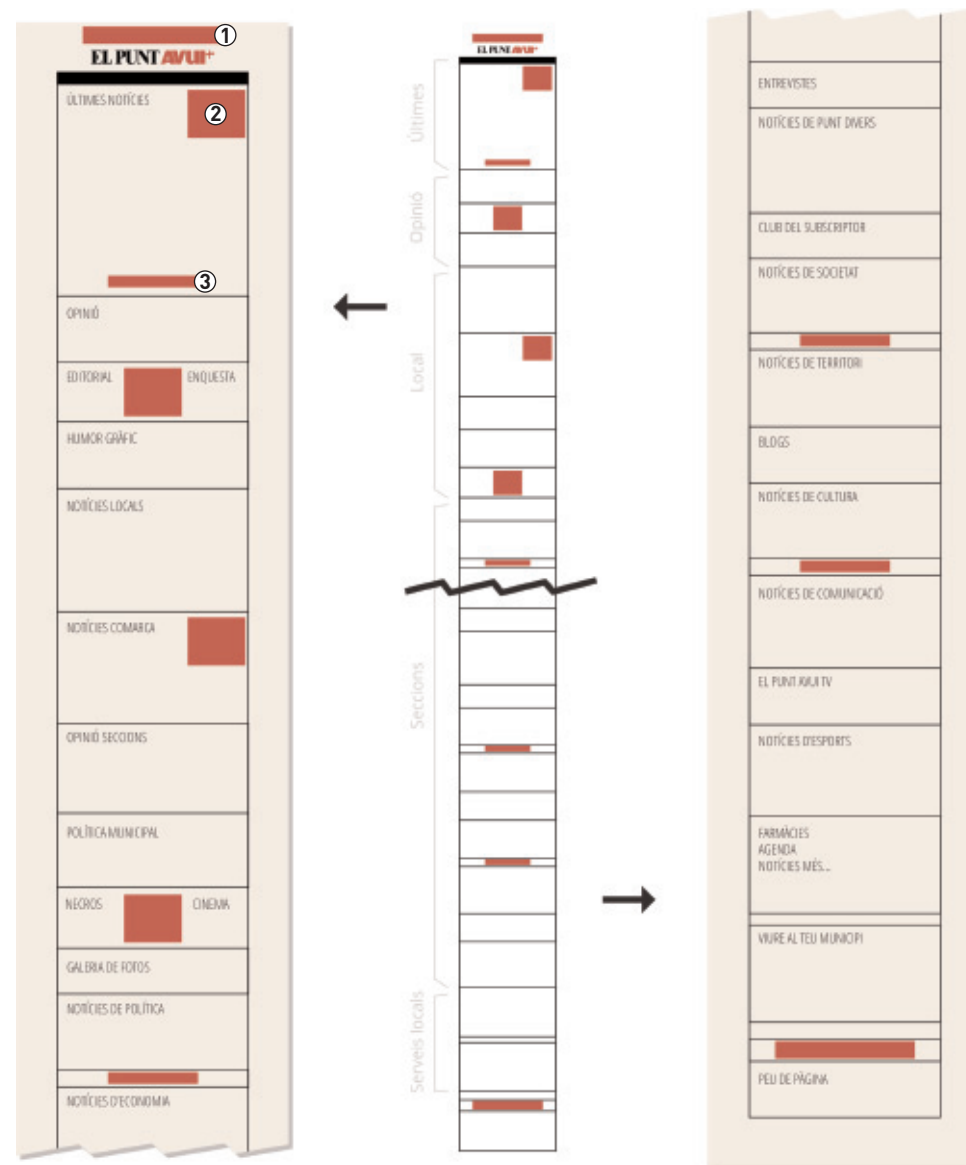 ①
EL PUNT AVUI+
ÚLTIMES NOTÍCIES
②
③
OPINIÓ
EDITORIAL
ENQUESTA
HUMOR GRÀFIC
NOTÍCIES LOCALS
NOTÍCIES COMARCA
OPINIÓ SECCIONS
POLÍTICA MUNICIPAL
NECROS
CINEMA
GALERIA DE FOTOS
NOTÍCIES DE POLÍTICA
NOTÍCIES D'ECONOMIA
EL PUNT AVUI+
Últimes
Opinió
Local
Seccions
Serveis locals
ENTREVISTES
NOTÍCIES DE PUNT DIVERS
CLUB DEL SUBSCRIPTOR
NOTÍCIES DE SOCIETAT
NOTÍCIES DE TERRITORI
BLOGS
NOTÍCIES DE CULTURA
NOTÍCIES DE COMUNICACIÓ
EL PUNT AVUI TV
NOTÍCIES D'ESPORTS
FARMÀCIES
AGENDA
NOTÍCIES MÉS...
VIURE AL TEU MUNICIPI
PEU DE PÀGINA